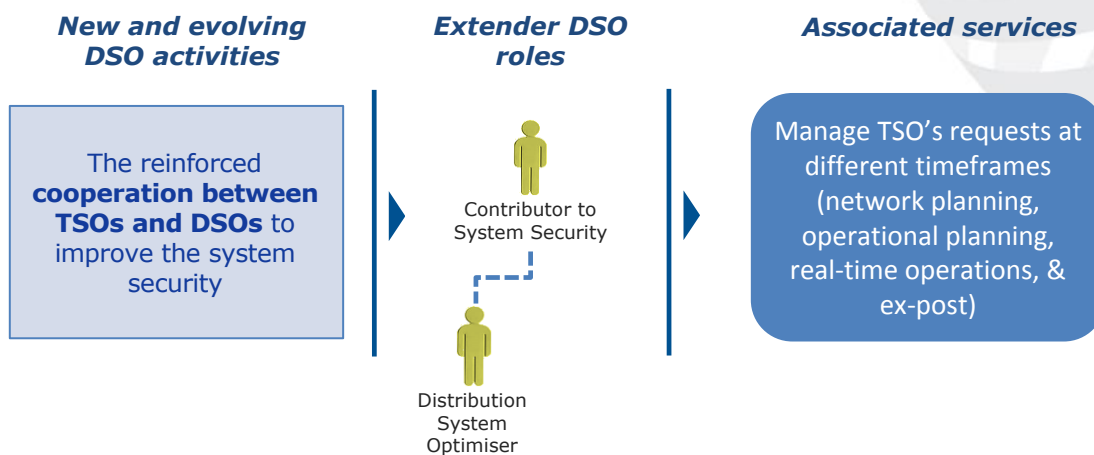 New and evolving
DSO activities
Extender DSO
roles
Associated services
The reinforced
cooperation between
TSOs and DSOs to
improve the system
security
Contributor to
System Security
Distribution
System
Optimiser
Manage TSO’s requests at
different timeframes
(network planning,
operational planning,
real-time operations, &
ex-post)